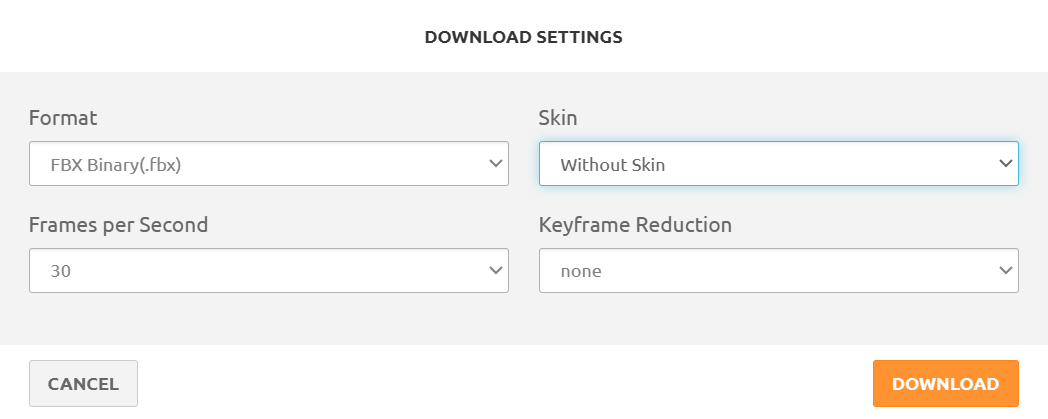 DOWNLOAD SETTINGS
Format
Skin
FBX Binary(.fbx)
Without Skin
Frames per Second
Keyframe Reduction
30
none
CANCEL
DOWNLOAD